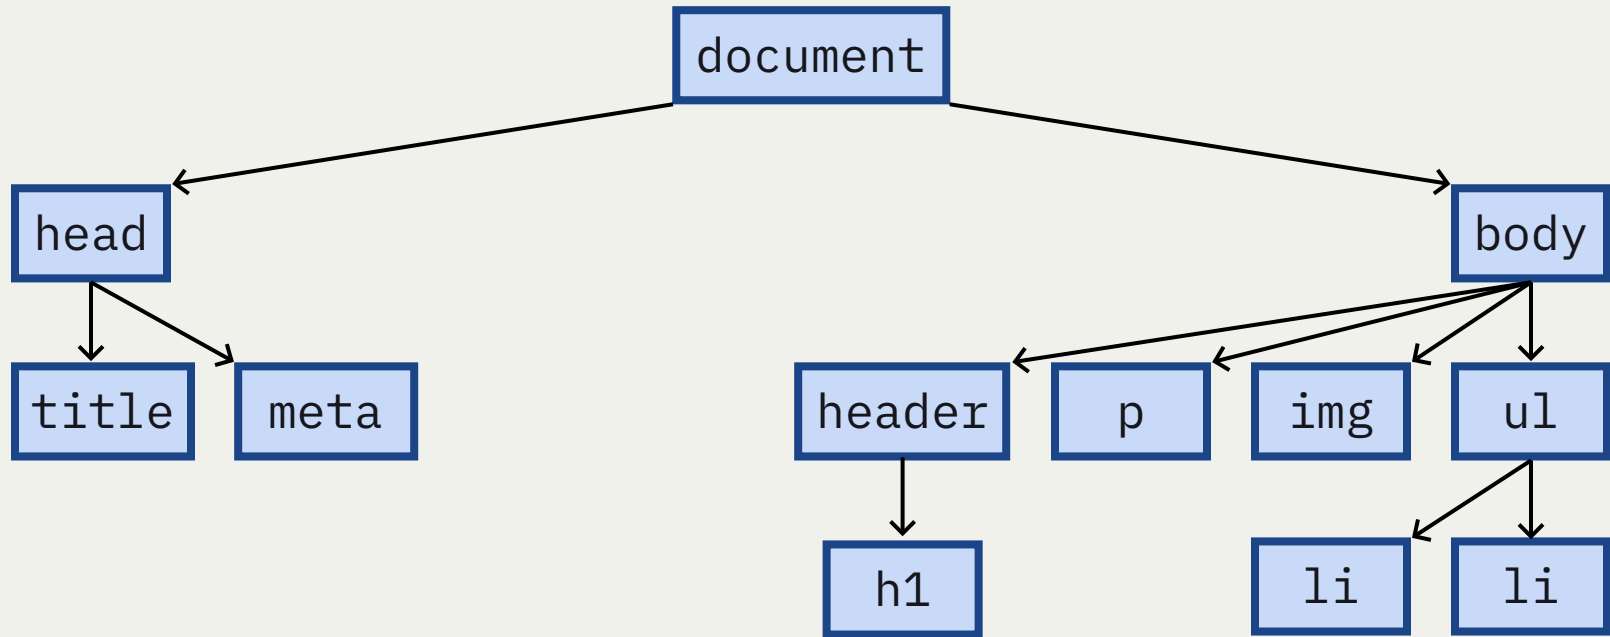 document
head
body
title
meta
header
p
img
ul
h1
li
li